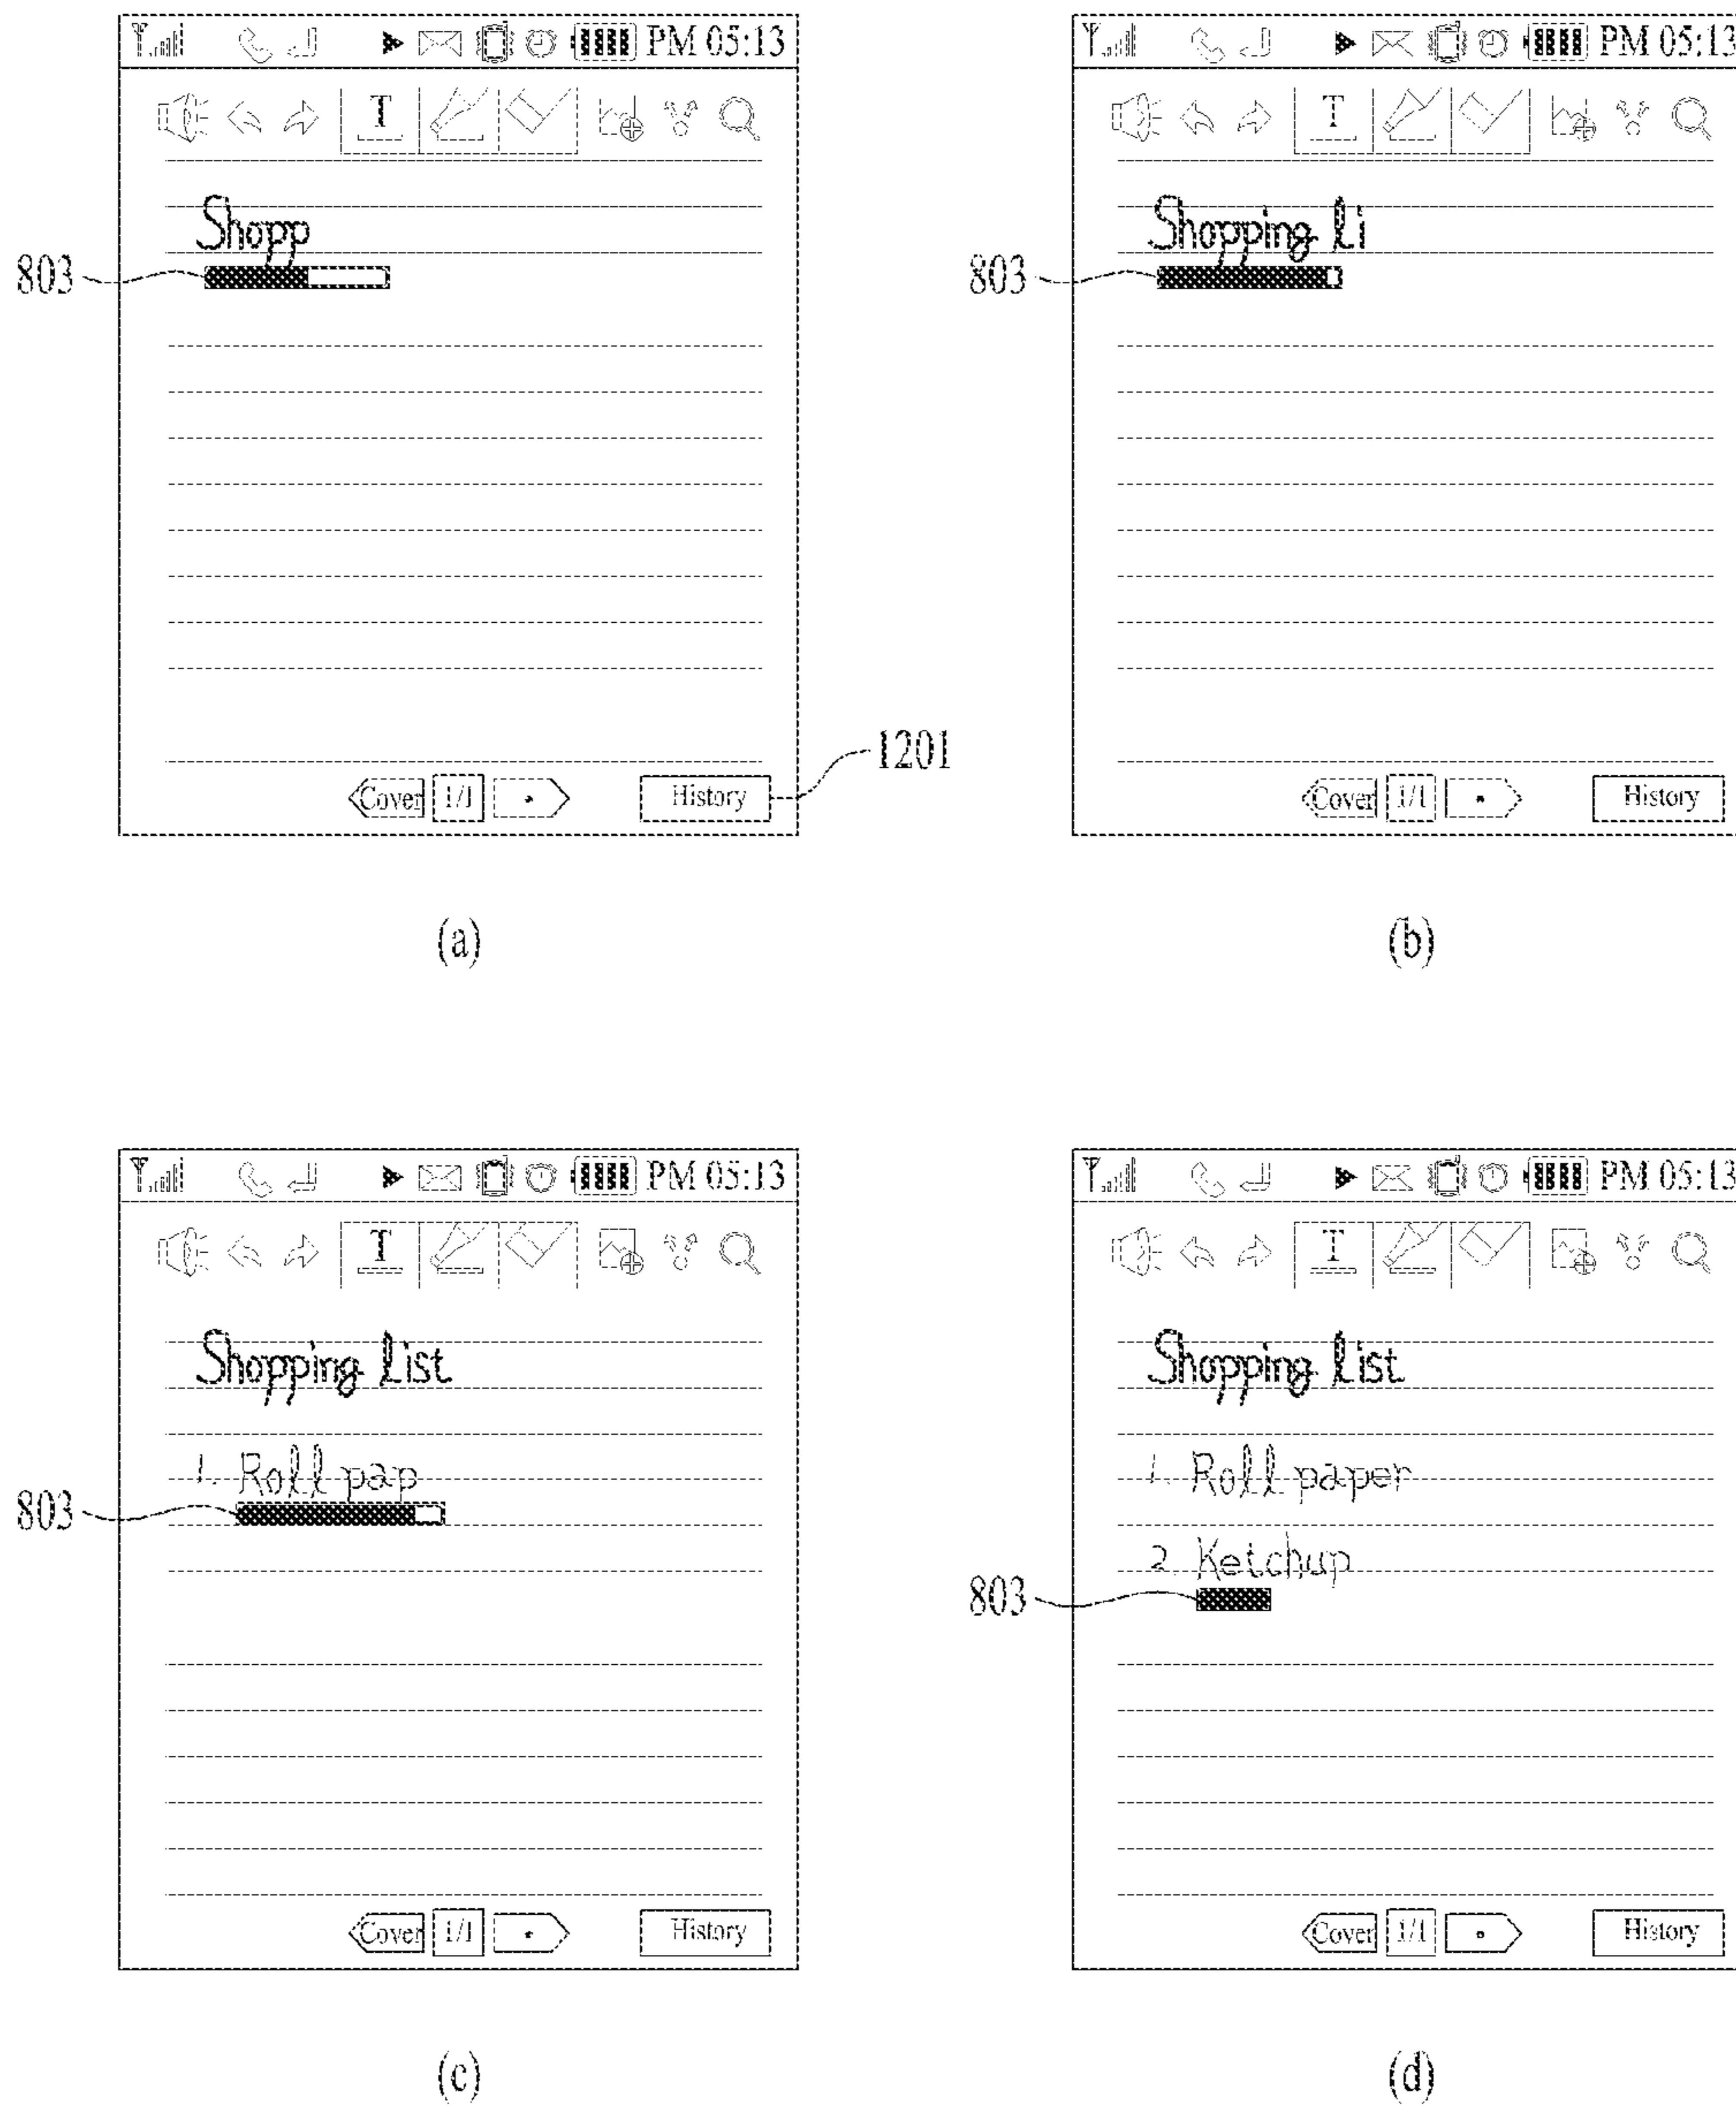 PM 05:13
T
Shopp
803
1201
Cover 1/1 History
(a)
PM 05:13
T
Shopping li
803
Cover 1/1 History
(b)
PM 05:13
T
Shopping list
1. Roll pap
803
Cover 1/1 History
(c)
PM 05:13
T
Shopping list
1. Roll paper
2. Ketchup
803
Cover 1/1 History
(d)